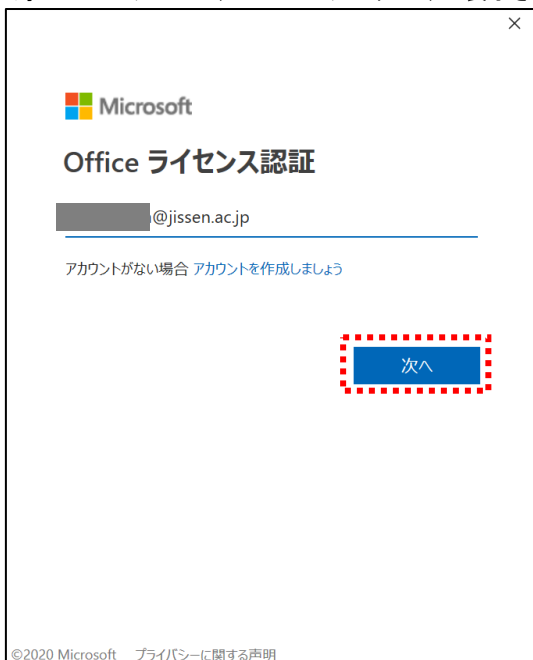 Microsoft
Office ライセンス認証
@jissen.ac.jp
アカウントがない場合 アカウントを作成しましょう
次へ
©2020 Microsoft プライバシーに関する声明